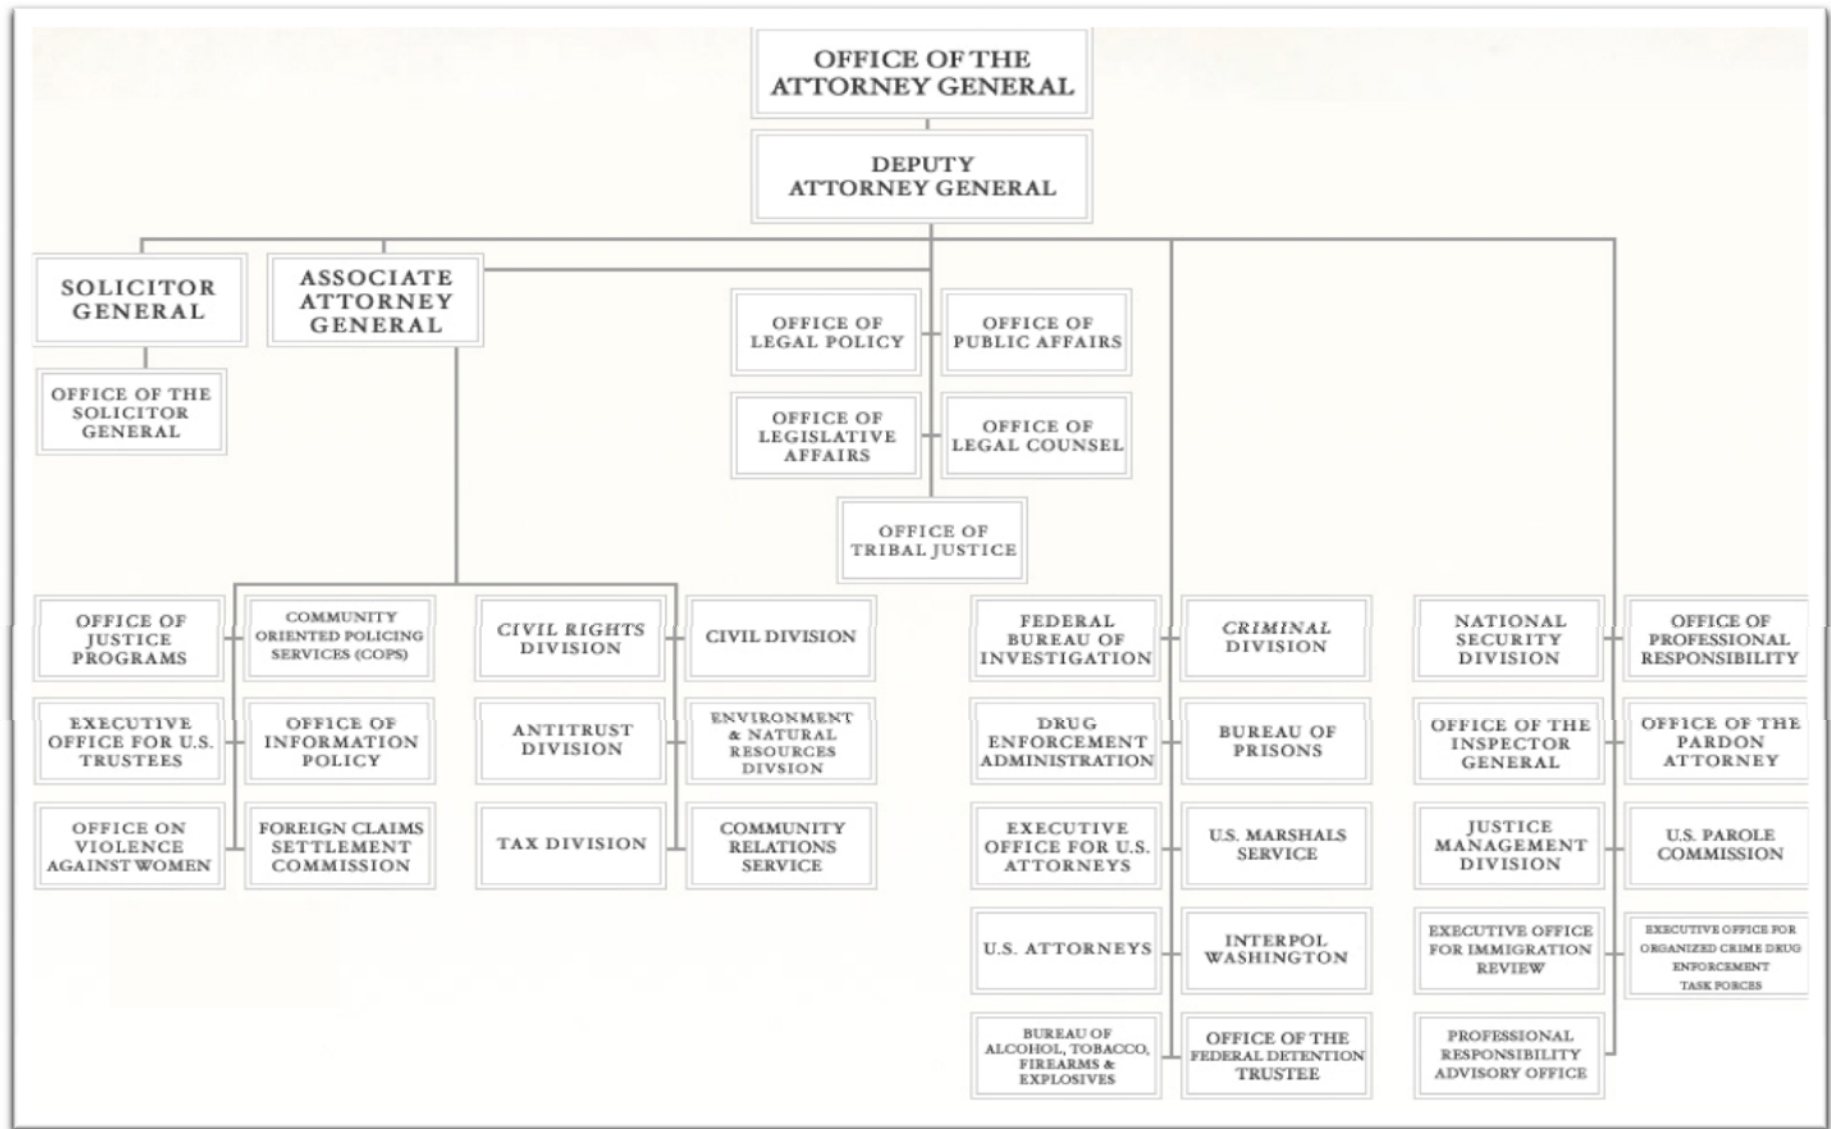 OFFICE OF THE
ATTORNEY GENERAL
DEPUTY
ATTORNEY GENERAL
SOLICITOR
GENERAL
ASSOCIATE
ATTORNEY
GENERAL
OFFICE OF THE
SOLICITOR
GENERAL
OFFICE OF
LEGAL POLICY
OFFICE OF
PUBLIC AFFAIRS
OFFICE OF
LEGISLATIVE
AFFAIRS
OFFICE OF
LEGAL COUNSEL
OFFICE OF
TRIBAL JUSTICE
OFFICE OF
JUSTICE
PROGRAMS
COMMUNITY
ORIENTED POLICING
SERVICES (COPS)
CIVIL RIGHTS
DIVISION
CIVIL DIVISION
FEDERAL
BUREAU OF
INVESTIGATION
CRIMINAL
DIVISION
NATIONAL
SECURITY
DIVISION
OFFICE OF
PROFESSIONAL
RESPONSIBILITY
EXECUTIVE
OFFICE FOR U.S.
TRUSTEES
OFFICE OF
INFORMATION
POLICY
ANTITRUST
DIVISION
ENVIRONMENT
& NATURAL
RESOURCES
DIVSION
DRUG
ENFORCEMENT
ADMINISTRATION
BUREAU OF
PRISONS
OFFICE OF THE
INSPECTOR
GENERAL
OFFICE OF THE
PARDON
ATTORNEY
OFFICE ON
VIOLENCE
AGAINST WOMEN
FOREIGN CLAIMS
SETTLEMENT
COMMISSION
TAX DIVISION
COMMUNITY
RELATIONS
SERVICE
EXECUTIVE
OFFICE FOR U.S.
ATTORNEYS
U.S. MARSHALS
SERVICE
JUSTICE
MANAGEMENT
DIVISION
U.S. PAROLE
COMMISSION
U.S. ATTORNEYS
INTERPOL
WASHINGTON
EXECUTIVE OFFICE
FOR IMMIGRATION
REVIEW
EXECUTIVE OFFICE FOR
ORGANIZED CRIME DRUG
ENFORCEMENT
TASK FORCES
BUREAU OF
ALCOHOL, TOBACCO,
FIREARMS &
EXPLOSIVES
OFFICE OF THE
FEDERAL DETENTION
TRUSTEE
PROFESSIONAL
RESPONSIBILITY
ADVISORY OFFICE